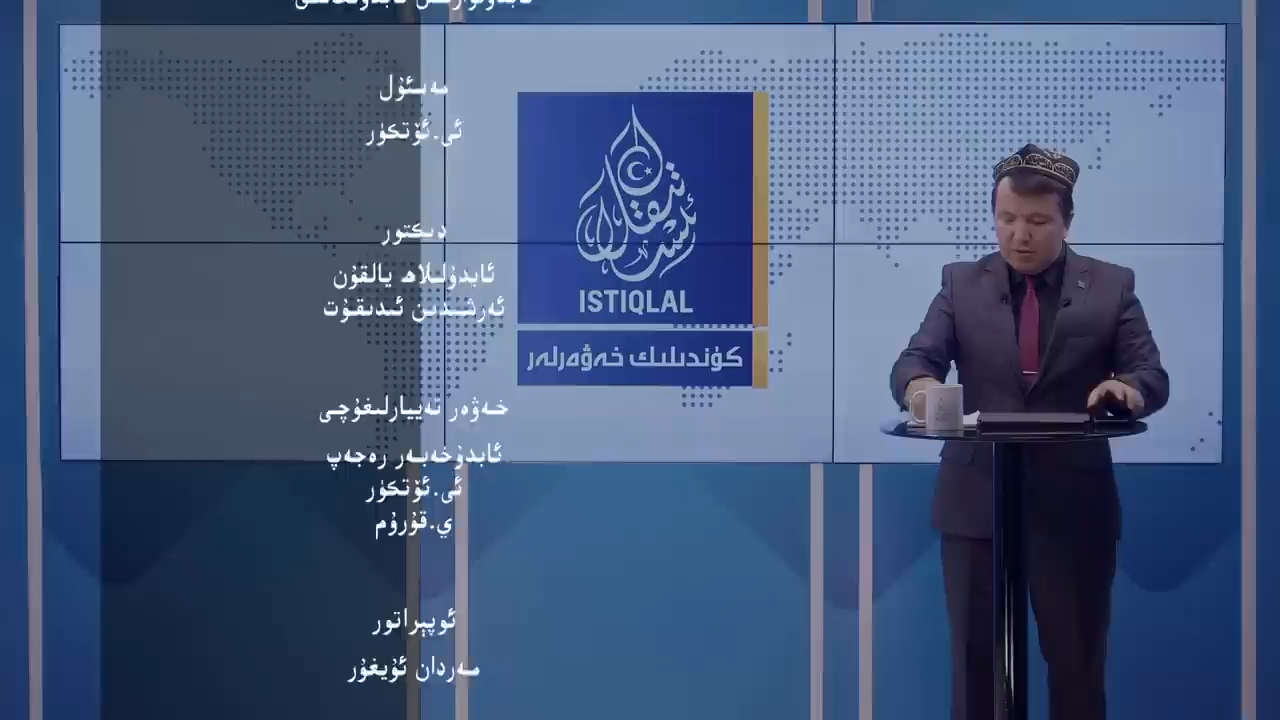 مەسئۇل
ئى.ئۆتكۈر
دىكتور
ئابدۇللاھ يالقۇن
ئەرشىدىن ئىدىقۇت
خەۋەر تەييارلىغۇچى
ئابدۇخەبەر رەجەپ
ئى.ئۆتكۈر
ي.قۇرۇم
ئوپېراتور
مەردان ئۇيغۇر
ئىستىقلال
ISTIQLAL
كۈندىلىك خەۋەرلەر